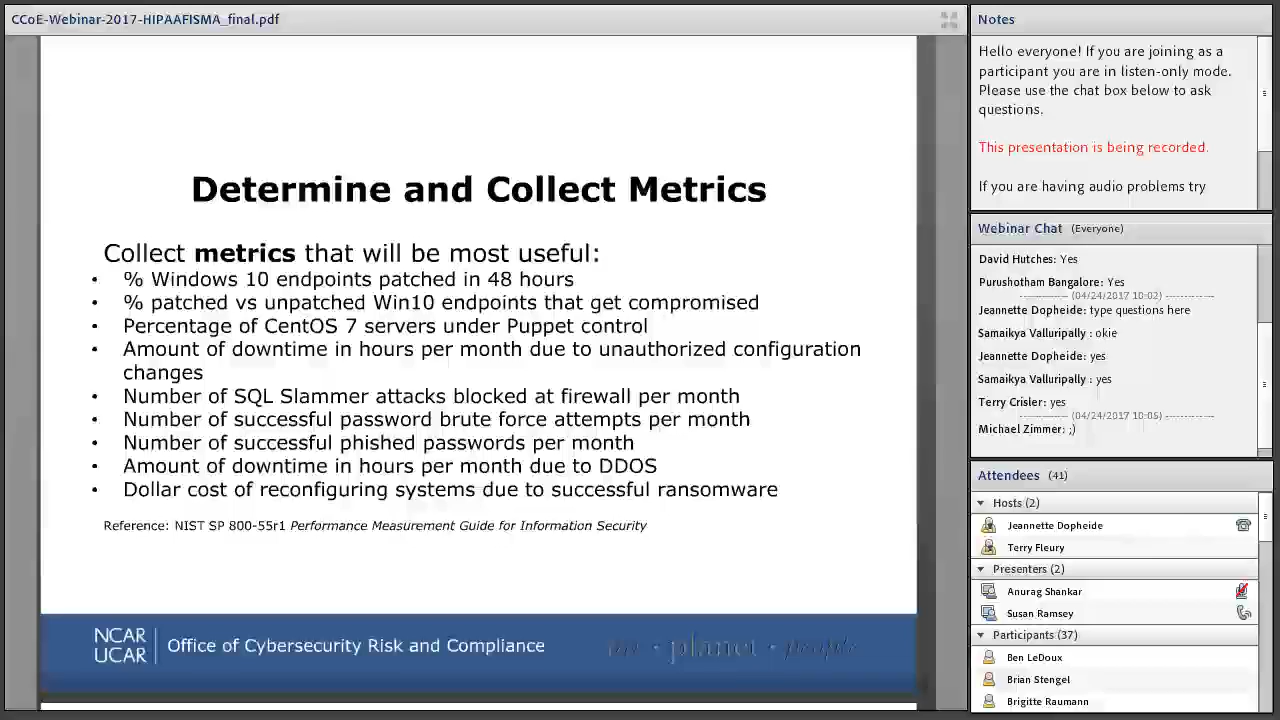 CCoE-Webinar-2017-HIPAAFISMA_final.pdf
Determine and Collect Metrics
Collect metrics that will be most useful:
• % Windows 10 endpoints patched in 48 hours
• % patched vs unpatched Win10 endpoints that get compromised
• Percentage of CentOS 7 servers under Puppet control
• Amount of downtime in hours per month due to unauthorized configuration
changes
• Number of SQL Slammer attacks blocked at firewall per month
• Number of successful password brute force attempts per month
• Number of successful phished passwords per month
• Amount of downtime in hours per month due to DDOS
• Dollar cost of reconfiguring systems due to successful ransomware
Reference: NIST SP 800-55r1 Performance Measurement Guide for Information Security
NCAR
UCAR
Office of Cybersecurity Risk and Compliance
• planet • people
Notes
Hello everyone! If you are joining as a
participant you are in listen-only mode.
Please use the chat box below to ask
questions.
This presentation is being recorded.
If you are having audio problems try
Webinar Chat (Everyone)
David Hutches: Yes
Purushotham Bangalore: Yes
(04/24/2017 10:02)
Jeannette Dopheide: type questions here
Samaikya Valluripally : okie
Jeannette Dopheide: yes
Samaikya Valluripally : yes
Terry Crisler: yes
(04/24/2017 10:05)
Michael Zimmer: ;)
Attendees (41)
Hosts (2)
Jeannette Dopheide
Terry Fleury
Presenters (2)
Anurag Shankar
Susan Ramsey
Participants (37)
Ben LeDoux
Brian Stengel
Brigitte Raumann